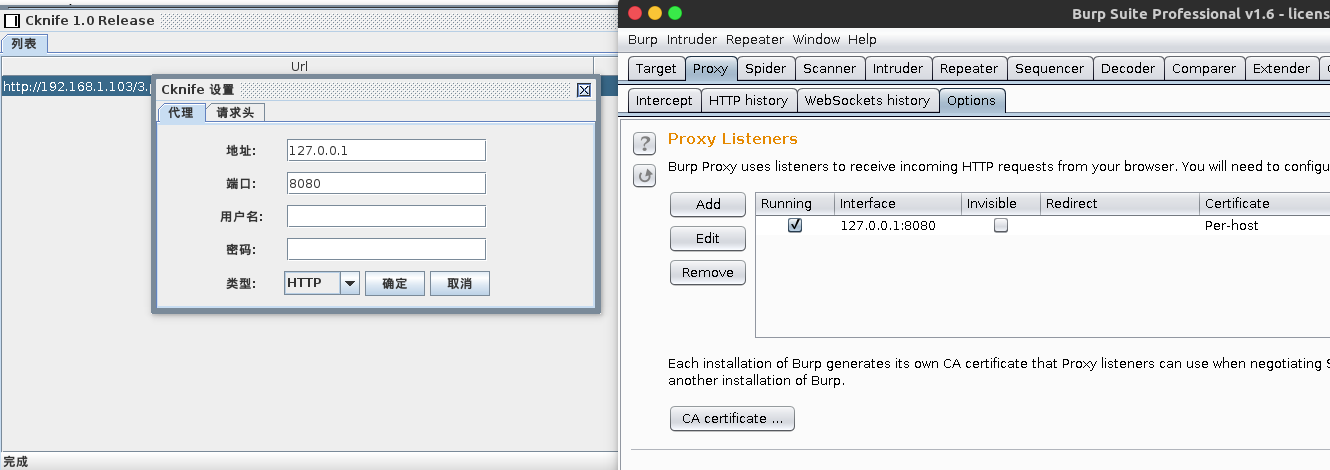 Cknife 1.0 Release
列表
Url
http://192.168.1.103/3.
Cknife 设置
代理 请求头
地址: 127.0.0.1
端口: 8080
用户名:
密码:
类型: HTTP 确定 取消
完成
Burp Suite Professional v1.6 - licens
Burp Intruder Repeater Window Help
Target Proxy Spider Scanner Intruder Repeater Sequencer Decoder Comparer Extender
Intercept HTTP history WebSockets history Options
?
Proxy Listeners
Burp Proxy uses listeners to receive incoming HTTP requests from your browser. You will need to configu
Add
Edit
Remove
Running Interface Invisible Redirect Certificate
127.0.0.1:8080 Per-host
Each installation of Burp generates its own CA certificate that Proxy listeners can use when negotiating S
another installation of Burp.
CA certificate ...